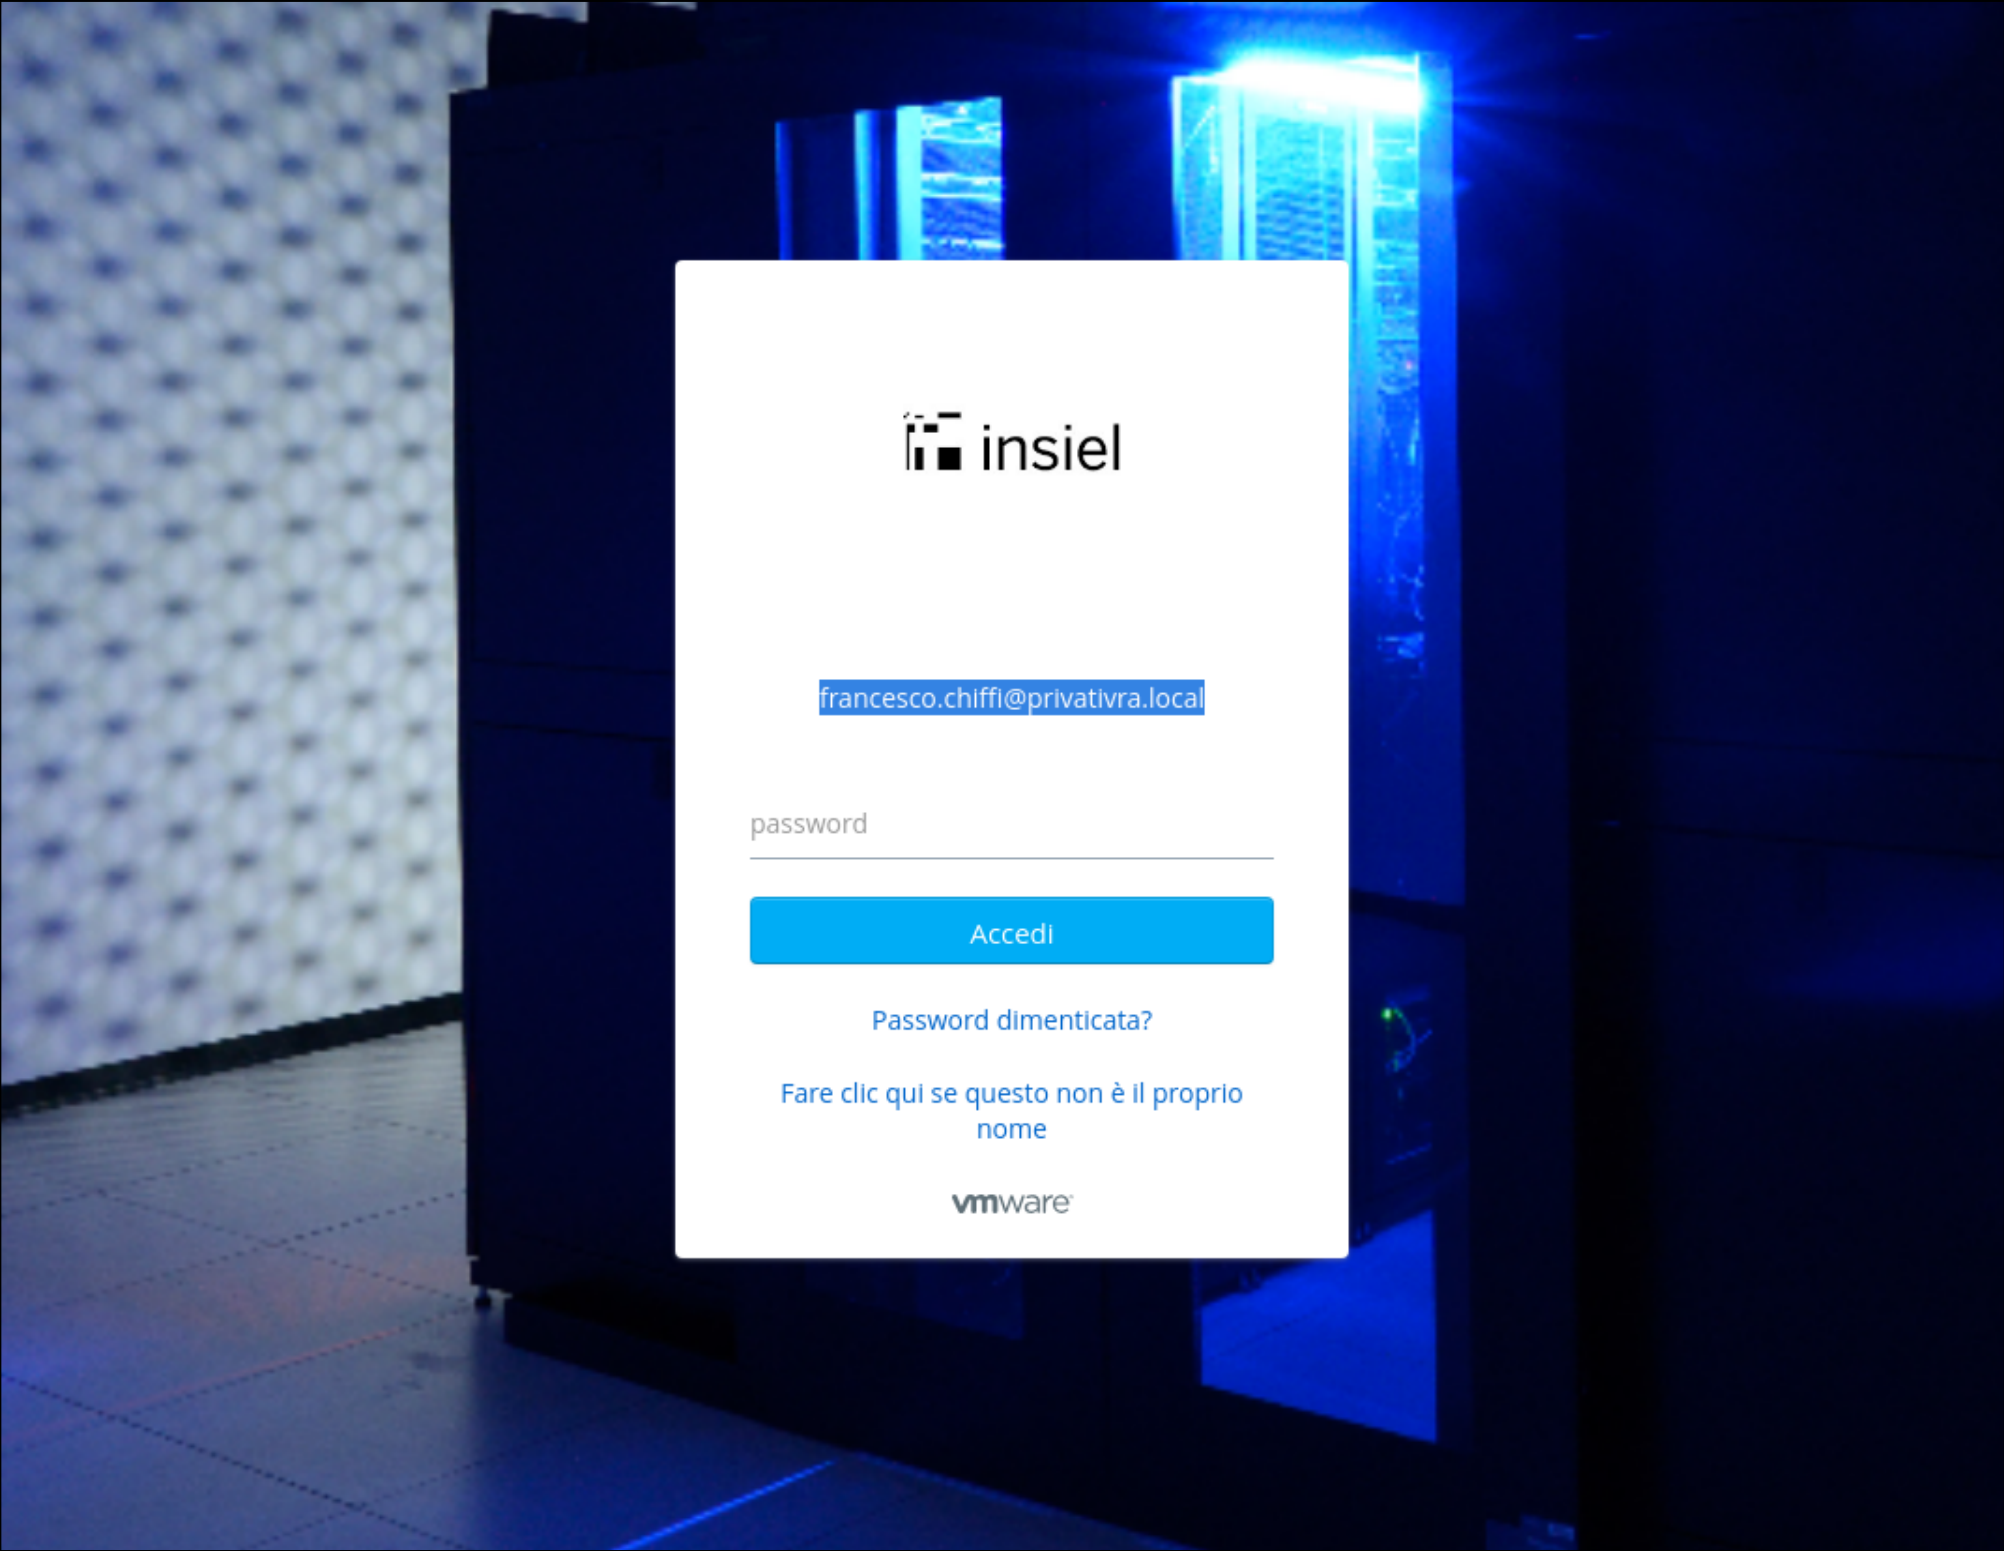 insiel
francesco.chiffi@privativra.local
password
Accedi
Password dimenticata?
Fare clic qui se questo non è il proprio
nome
vmware